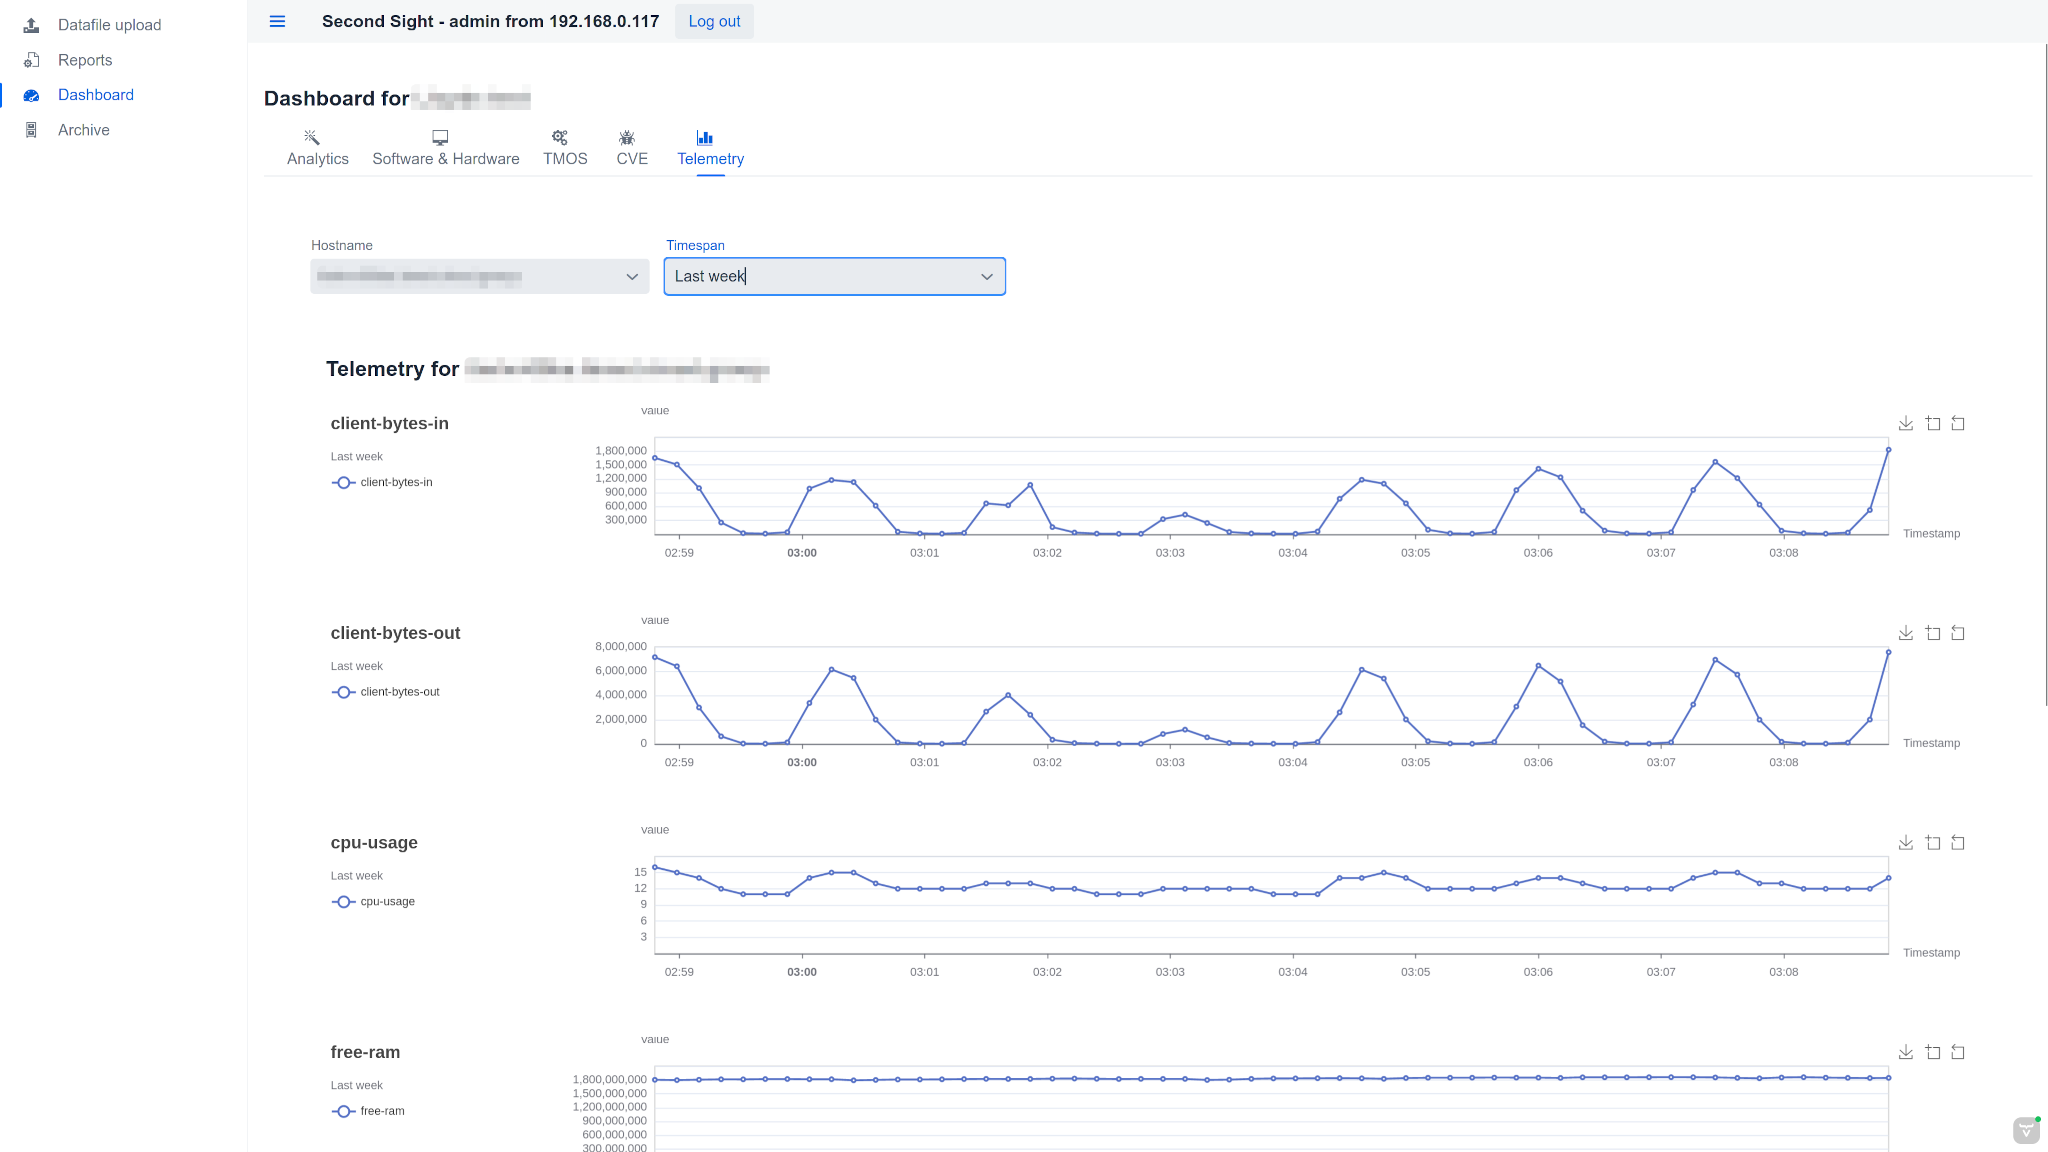 Datafile upload
Reports
Dashboard
Archive
Second Sight - admin from 192.168.0.117
Log out
Dashboard for
Analytics
Software & Hardware
TMOS
CVE
Telemetry
Hostname
Timespan
Last week
Telemetry for
client-bytes-in
Last week
client-bytes-in
value
1,800,000
1,500,000
1,200,000
900,000
600,000
300,000
02:59 03:00 03:01 03:02 03:03 03:04 03:05 03:06 03:07 03:08
Timestamp
client-bytes-out
Last week
client-bytes-out
value
8,000,000
6,000,000
4,000,000
2,000,000
0
02:59 03:00 03:01 03:02 03:03 03:04 03:05 03:06 03:07 03:08
Timestamp
cpu-usage
Last week
cpu-usage
value
15
12
9
6
3
02:59 03:00 03:01 03:02 03:03 03:04 03:05 03:06 03:07 03:08
Timestamp
free-ram
Last week
free-ram
value
1,800,000,000
1,500,000,000
1,200,000,000
900,000,000
600,000,000
300,000,000